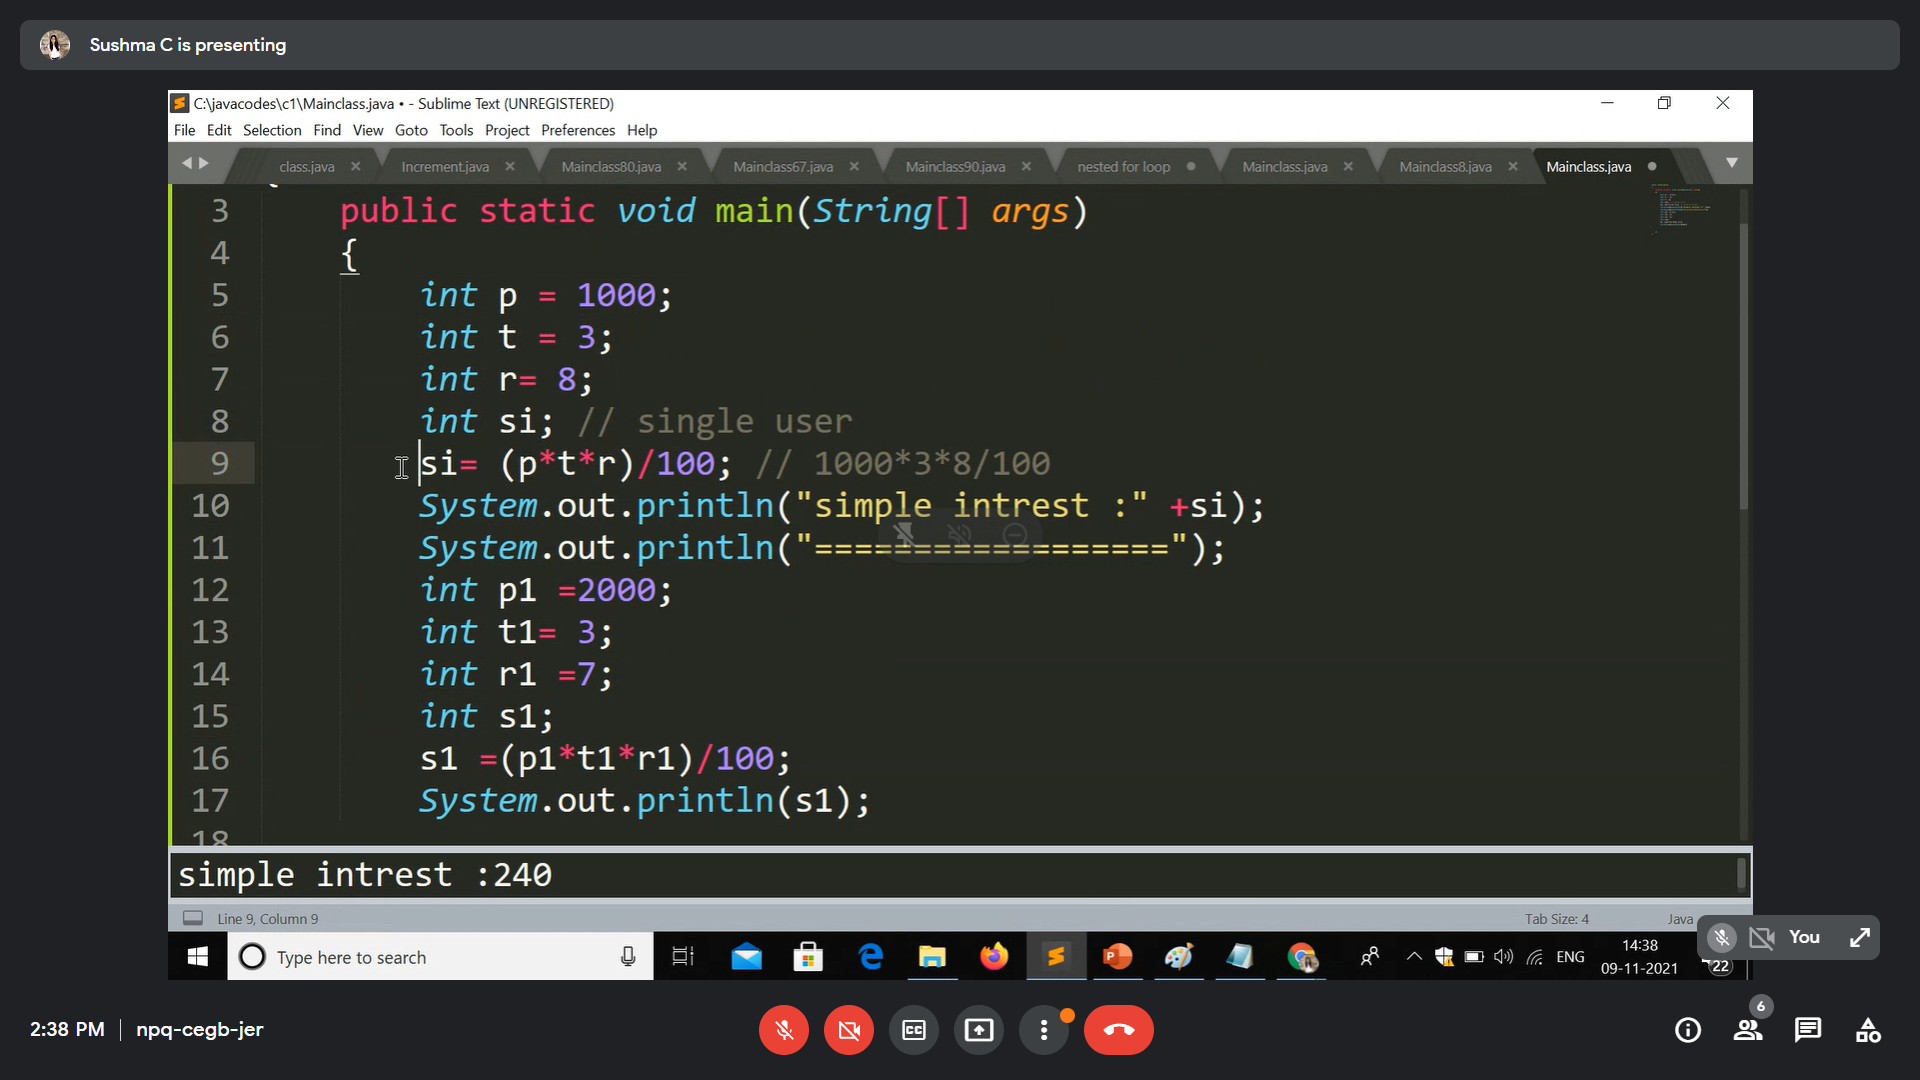 Sushma C is presenting
C:\javacodes\c1\Mainclass.java • - Sublime Text (UNREGISTERED)
File Edit Selection Find View Goto Tools Project Preferences Help
class.java Increment.java Mainclass80.java Mainclass67.java Mainclass90.java nested for loop Mainclass.java Mainclass8.java Mainclass.java
3 public static void main(String[] args)
4 {
5 int p = 1000;
6 int t = 3;
7 int r= 8;
8 int si; // single user
9 si= (p*t*r)/100; // 1000*3*8/100
10 System.out.println("simple intrest :" +si);
11 System.out.println("==================");
12 int p1 =2000;
13 int t1= 3;
14 int r1 =7;
15 int s1;
16 s1 =(p1*t1*r1)/100;
17 System.out.println(s1);
18
simple intrest :240
Line 9, Column 9 Tab Size: 4 Java
You
Type here to search ENG 14:38
09-11-2021 22
2:38 PM | npq-cegb-jer CC 6